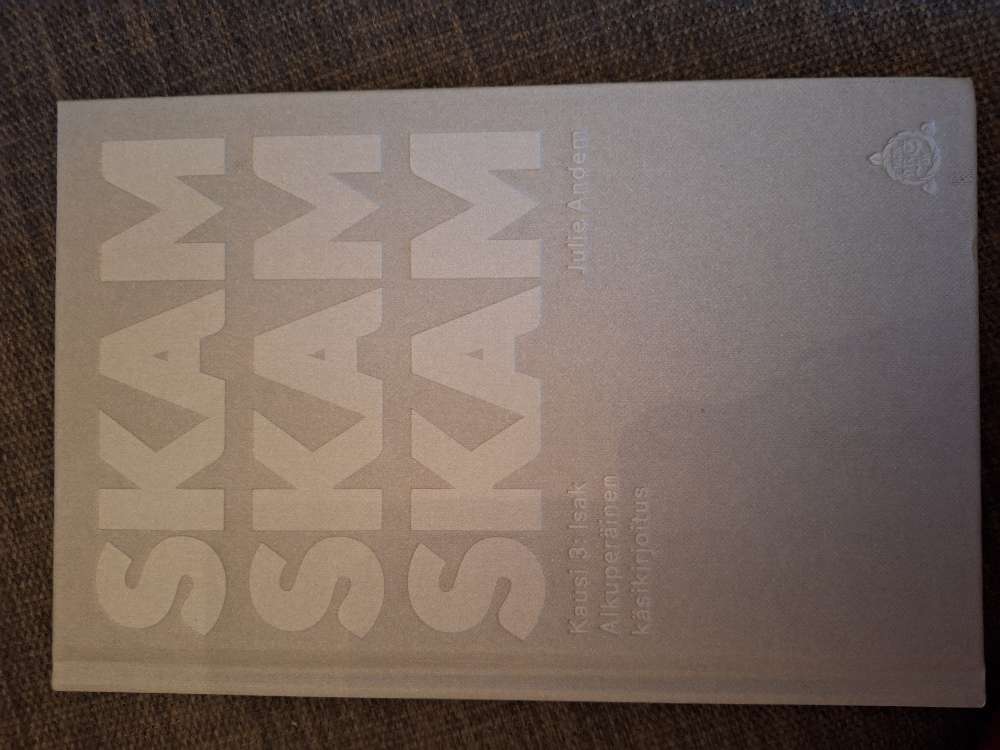 SKAM
SKAM
SKAM
Kausi 3: Isak
Alkuperäinen
käsikirjoitus
Julie Andem